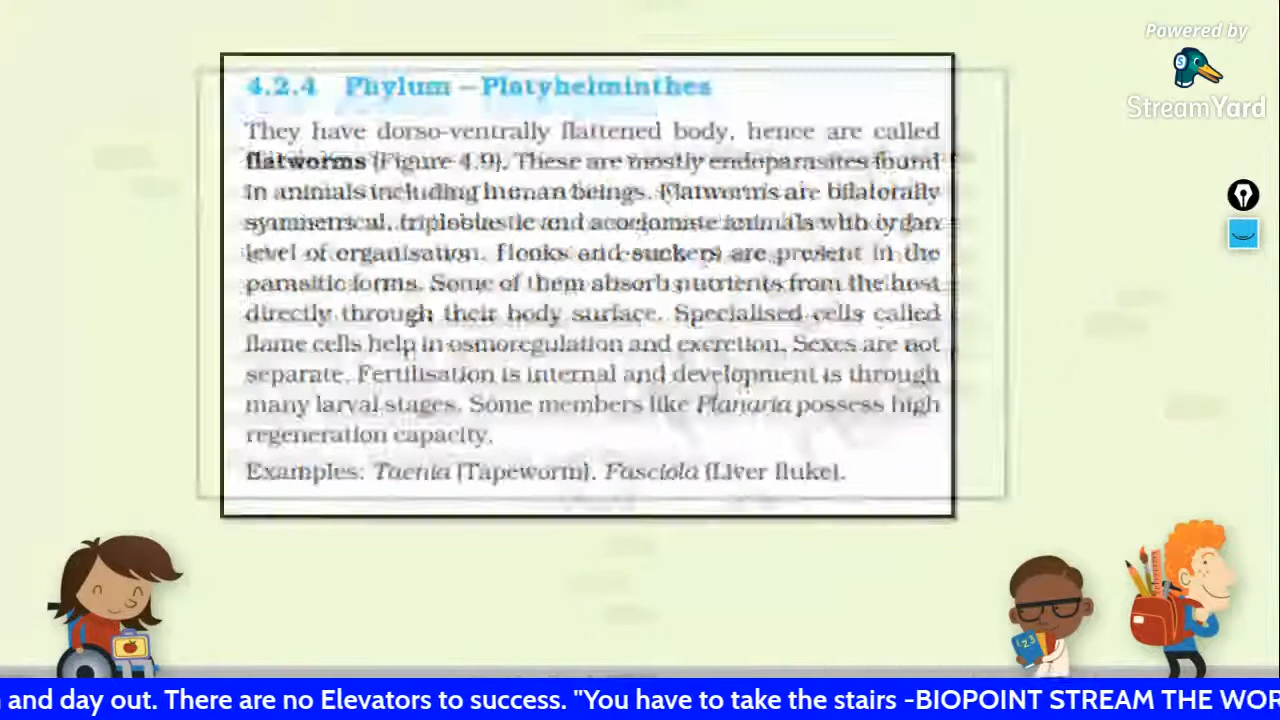 Powered by
StreamYard
4.2.4 Phylum – Platyhelminthes
They have dorso-ventrally flattened body, hence are called
flatworms (Figure 4.9). These are mostly endoparasites found
in animals including human beings. Flatworms are bilaterally
symmetrical, triploblastic and acoelomate animals with organ
level of organisation. Hooks and suckers are present in the
parasitic forms. Some of them absorb nutrients from the host
directly through their body surface. Specialised cells called
flame cells help in osmoregulation and excretion. Sexes are not
separate. Fertilisation is internal and development is through
many larval stages. Some members like Planaria possess high
regeneration capacity.
Examples: Taenia (Tapeworm), Fasciola (Liver fluke).
123
and day out. There are no Elevators to success. "You have to take the stairs -BIOPOINT STREAM THE WOR